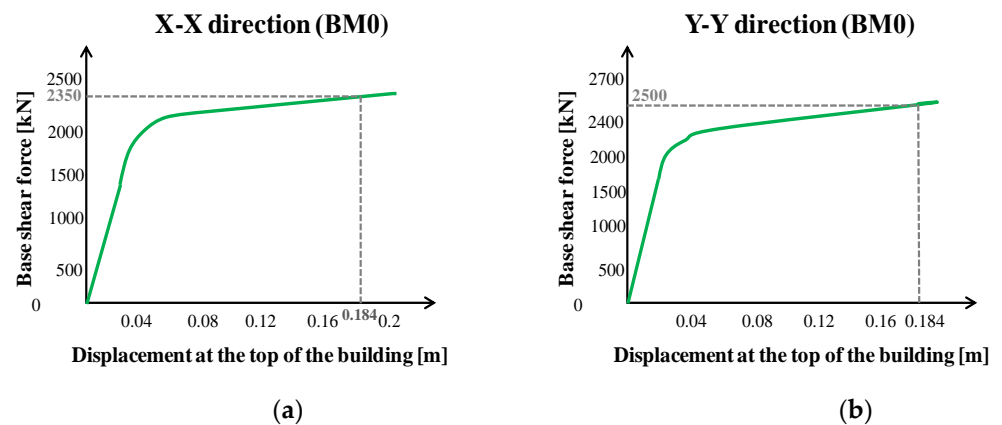 X-X direction (BM0)
Base shear force [kN]
2500
2350
2000
1500
1000
500
0
0.04 0.08 0.12 0.16 0.184 0.2
Displacement at the top of the building [m]
(a)
Y-Y direction (BM0)
Base shear force [kN]
2700
2500
2400
2000
1500
1000
500
0
0.04 0.08 0.12 0.16 0.184
Displacement at the top of the building [m]
(b)